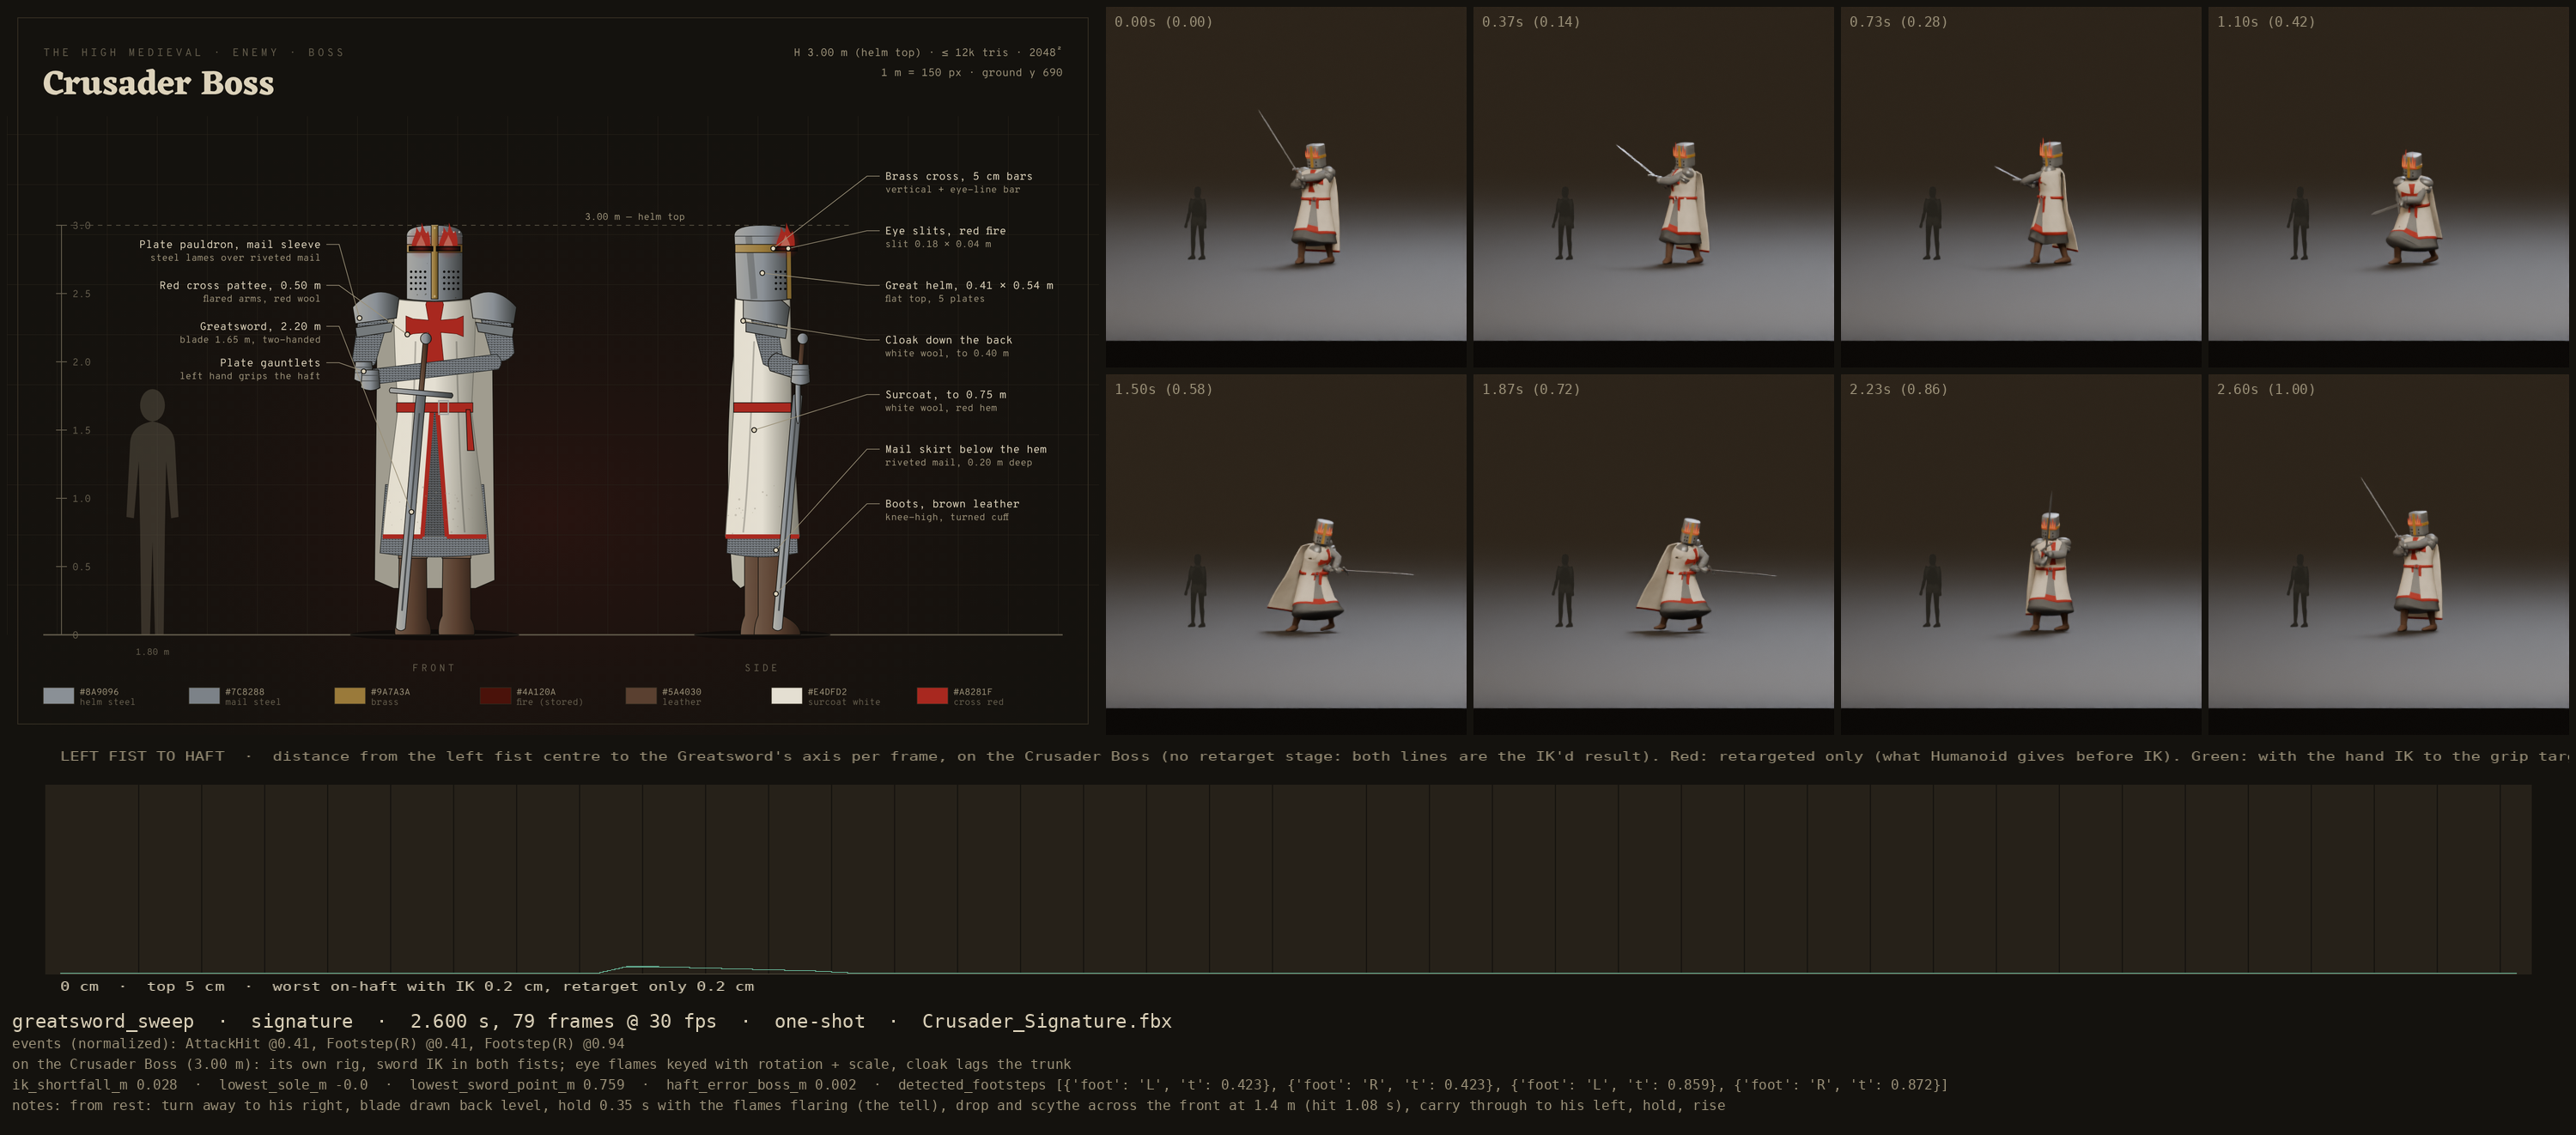 THE HIGH MEDIEVAL · ENEMY · BOSS
Crusader Boss
H 3.00 m (helm top) · ≤ 12k tris · 2048²
1 m = 150 px · ground y 690
3.00 m — helm top
3.0
2.5
2.0
1.5
1.0
0.5
0
1.80 m
Plate pauldron, mail sleeve
steel lames over riveted mail
Red cross pattee, 0.50 m
flared arms, red wool
Greatsword, 2.20 m
blade 1.65 m, two-handed
Plate gauntlets
left hand grips the haft
Brass cross, 5 cm bars
vertical + eye-line bar
Eye slits, red fire
slit 0.18 × 0.04 m
Great helm, 0.41 × 0.54 m
flat top, 5 plates
Cloak down the back
white wool, to 0.40 m
Surcoat, to 0.75 m
white wool, red hem
Mail skirt below the hem
riveted mail, 0.20 m deep
Boots, brown leather
knee-high, turned cuff
FRONT
SIDE
#8A9096
helm steel
#7C8288
mail steel
#9A7A3A
brass
#4A120A
fire (stored)
#5A4030
leather
#E4DFD2
surcoat white
#A8281F
cross red
0.00s (0.00)
0.37s (0.14)
0.73s (0.28)
1.10s (0.42)
1.50s (0.58)
1.87s (0.72)
2.23s (0.86)
2.60s (1.00)
LEFT FIST TO HAFT · distance from the left fist centre to the Greatsword's axis per frame, on the Crusader Boss (no retarget stage: both lines are the IK'd result). Red: retargeted only (what Humanoid gives before IK). Green: with the hand IK to the grip
0 cm · top 5 cm · worst on-haft with IK 0.2 cm, retarget only 0.2 cm
greatsword_sweep · signature · 2.600 s, 79 frames @ 30 fps · one-shot · Crusader_Signature.fbx
events (normalized): AttackHit @0.41, Footstep(R) @0.41, Footstep(R) @0.94
on the Crusader Boss (3.00 m): its own rig, sword IK in both fists; eye flames keyed with rotation + scale, cloak lags the trunk
ik_shortfall_m 0.028 · lowest_sole_m -0.0 · lowest_sword_point_m 0.759 · haft_error_boss_m 0.002 · detected_footsteps [{'foot': 'L', 't': 0.423}, {'foot': 'R', 't': 0.423}, {'foot': 'L', 't': 0.859}, {'foot': 'R', 't': 0.872}]
notes: from rest: turn away to his right, blade drawn back level, hold 0.35 s with the flames flaring (the tell), drop and scythe across the front at 1.4 m (hit 1.08 s), carry through to his left, hold, rise